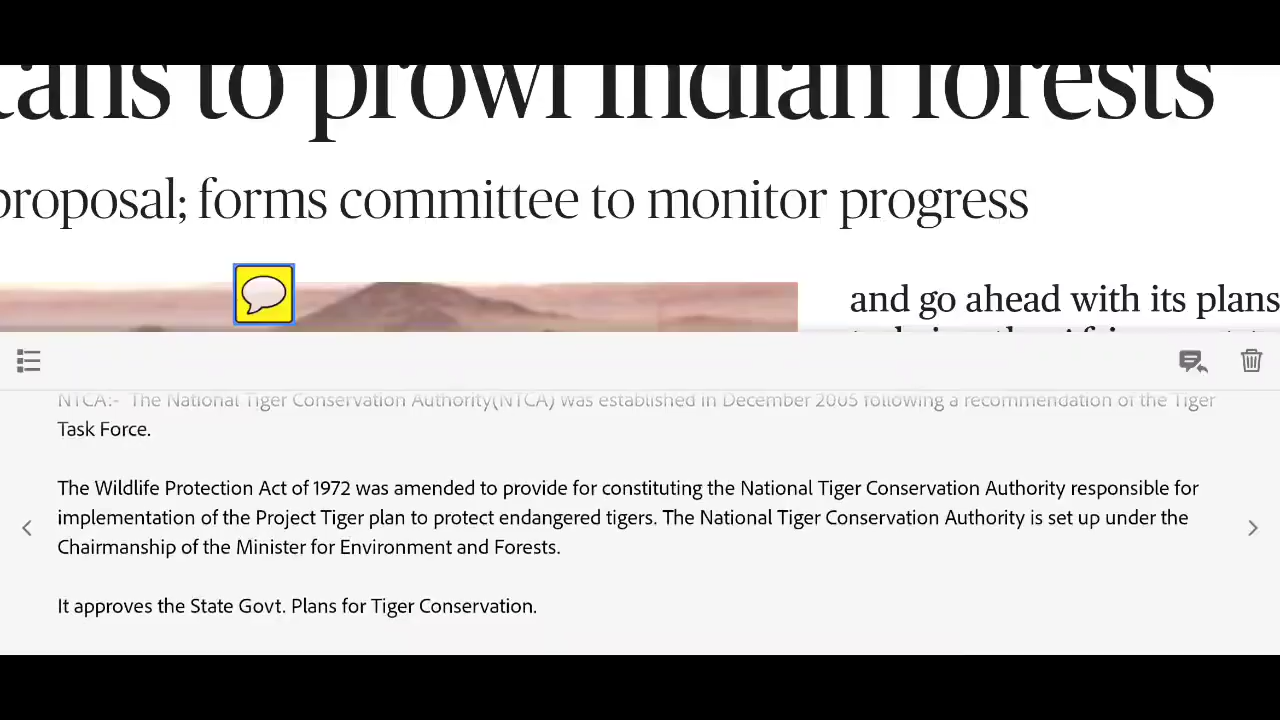 tans to prowl Indian forests
proposal; forms committee to monitor progress
and go ahead with its plans
NTCA:- The National Tiger Conservation Authority(NTCA) was established in December 2005 following a recommendation of the Tiger
Task Force.
The Wildlife Protection Act of 1972 was amended to provide for constituting the National Tiger Conservation Authority responsible for
implementation of the Project Tiger plan to protect endangered tigers. The National Tiger Conservation Authority is set up under the
Chairmanship of the Minister for Environment and Forests.
It approves the State Govt. Plans for Tiger Conservation.